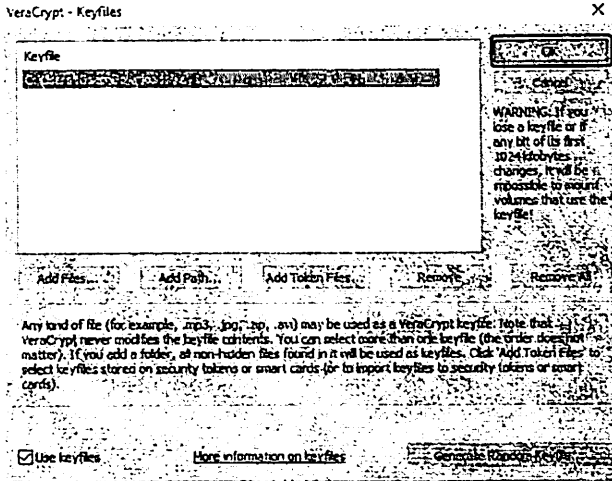 VeraCrypt - Keyfiles
Keyfile
OK
Cancel
WARNING: If you
lose a keyfile or if
any bit of its first
1024 kilobytes
changes, it will be
impossible to mount
volumes that use the
keyfile!
Add Files...
Add Path...
Add Token Files...
Remove
Remove All
Any kind of file (for example, .mp3, .jpg, .zip, .avi) may be used as a VeraCrypt keyfile. Note that
VeraCrypt never modifies the keyfile contents. You can select more than one keyfile (the order does not
matter). If you add a folder, all non-hidden files found in it will be used as keyfiles. Click 'Add Token Files' to
select keyfiles stored on security tokens or smart cards (or to import keyfiles to security tokens or smart
cards).
Use keyfiles
More information on keyfiles
Generate Random Keyfile